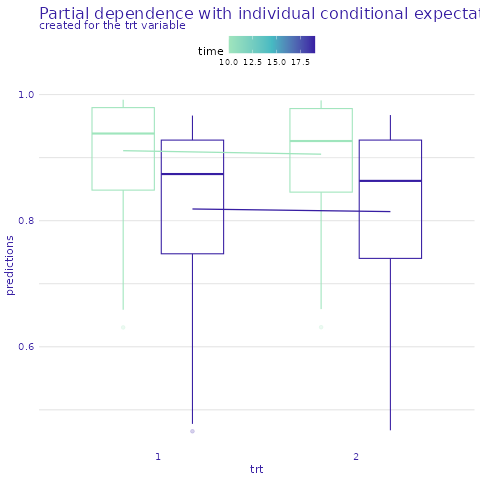 Partial dependence with individual conditional expectat
created for the trt variable
time
10.0 12.5 15.0 17.5
1.0
0.8
0.6
predictions
1 2
trt